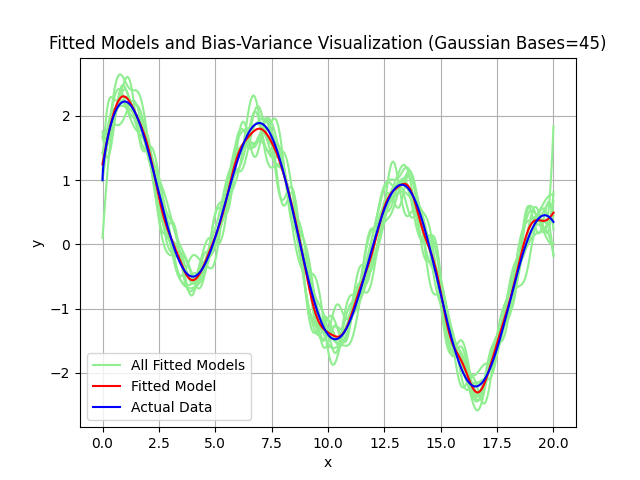 Fitted Models and Bias-Variance Visualization (Gaussian Bases=45)
y
2
1
0
−1
−2
All Fitted Models
Fitted Model
Actual Data
0.0 2.5 5.0 7.5 10.0 12.5 15.0 17.5 20.0
x